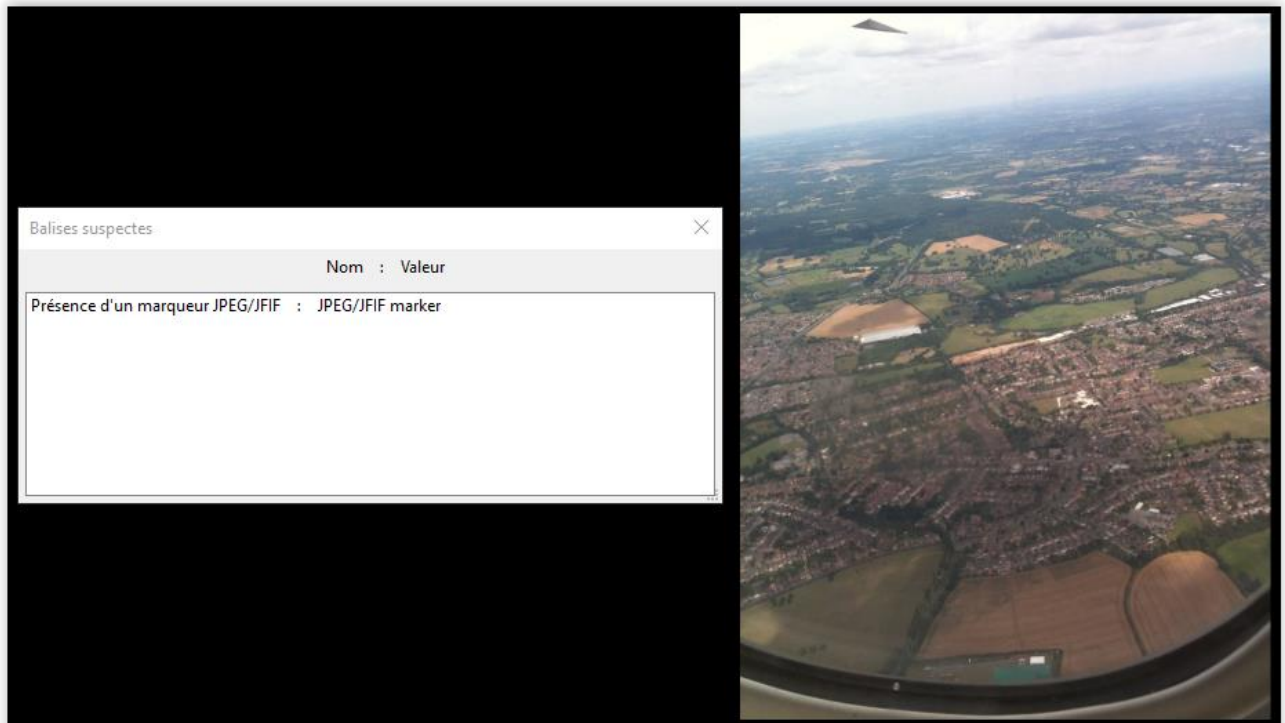 Balises suspectes
Nom : Valeur
Présence d'un marqueur JPEG/JFIF : JPEG/JFIF marker